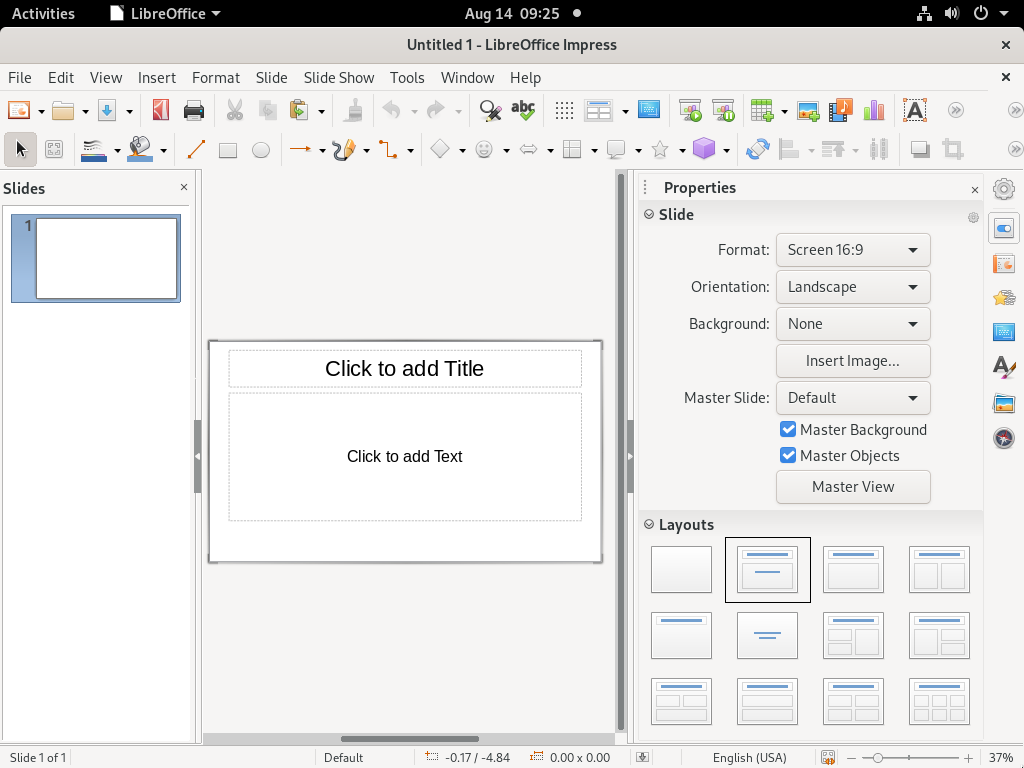 Activities LibreOffice Aug 14 09:25
Untitled 1 - LibreOffice Impress
File Edit View Insert Format Slide Slide Show Tools Window Help
abc A
Slides
Properties
1
Slide
Format: Screen 16:9
Orientation: Landscape
Background: None
Insert Image...
Master Slide: Default
Master Background
Master Objects
Master View
Click to add Title
Click to add Text
Layouts
Slide 1 of 1 Default -0.17 / -4.84 0.00 x 0.00 English (USA) 37%